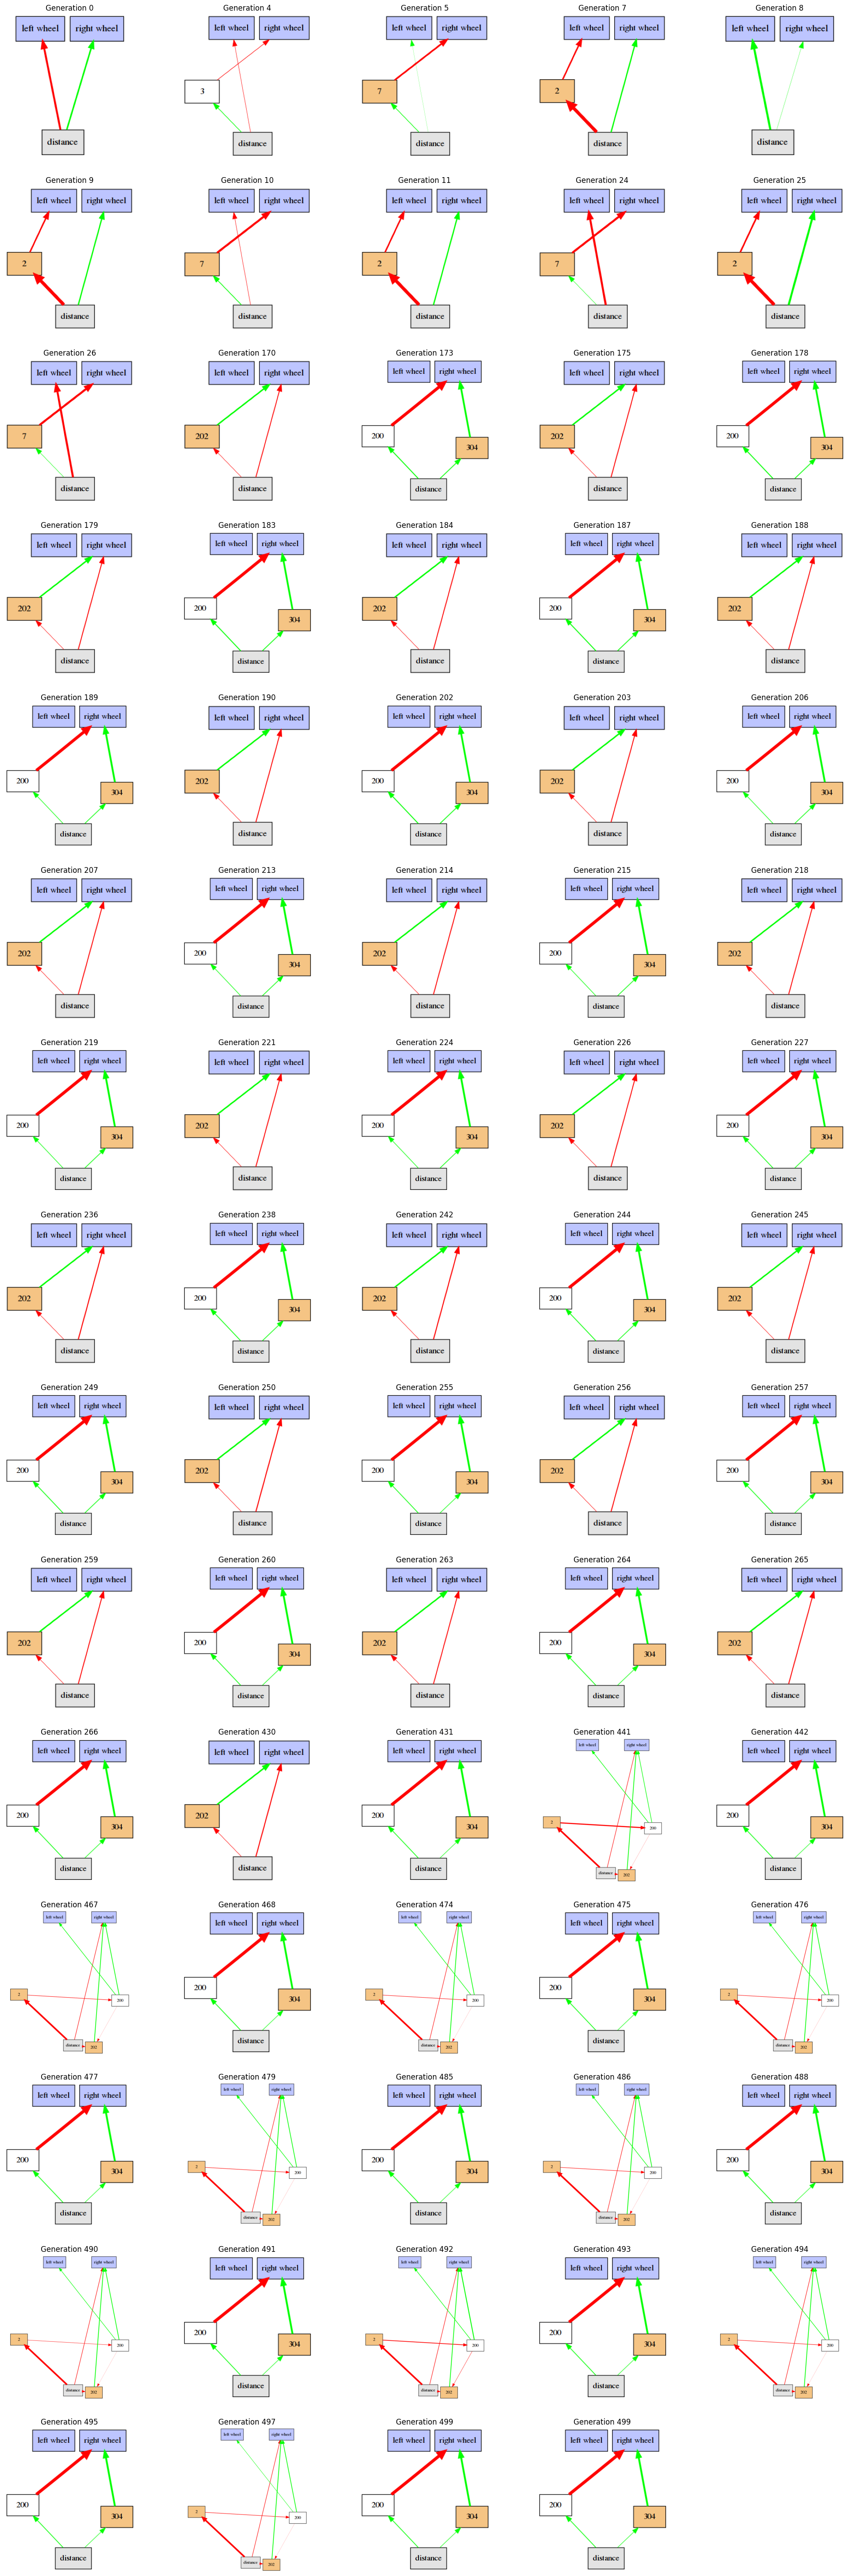 Generation 0
left wheel right wheel
distance
Generation 4
left wheel right wheel
3
distance
Generation 5
left wheel right wheel
7
distance
Generation 7
left wheel right wheel
2
distance
Generation 8
left wheel right wheel
distance
Generation 9
left wheel right wheel
2
distance
Generation 10
left wheel right wheel
7
distance
Generation 11
left wheel right wheel
2
distance
Generation 24
left wheel right wheel
7
distance
Generation 25
left wheel right wheel
2
distance
Generation 26
left wheel right wheel
7
distance
Generation 170
left wheel right wheel
202
distance
Generation 173
left wheel right wheel
200
304
distance
Generation 175
left wheel right wheel
202
distance
Generation 178
left wheel right wheel
200
304
distance
Generation 179
left wheel right wheel
202
distance
Generation 183
left wheel right wheel
200
304
distance
Generation 184
left wheel right wheel
202
distance
Generation 187
left wheel right wheel
200
304
distance
Generation 188
left wheel right wheel
202
distance
Generation 189
left wheel right wheel
200
304
distance
Generation 190
left wheel right wheel
202
distance
Generation 202
left wheel right wheel
200
304
distance
Generation 203
left wheel right wheel
202
distance
Generation 206
left wheel right wheel
200
304
distance
Generation 207
left wheel right wheel
202
distance
Generation 213
left wheel right wheel
200
304
distance
Generation 214
left wheel right wheel
202
distance
Generation 215
left wheel right wheel
200
304
distance
Generation 218
left wheel right wheel
202
distance
Generation 219
left wheel right wheel
200
304
distance
Generation 221
left wheel right wheel
202
distance
Generation 224
left wheel right wheel
200
304
distance
Generation 226
left wheel right wheel
202
distance
Generation 227
left wheel right wheel
200
304
distance
Generation 236
left wheel right wheel
202
distance
Generation 238
left wheel right wheel
200
304
distance
Generation 242
left wheel right wheel
202
distance
Generation 244
left wheel right wheel
200
304
distance
Generation 245
left wheel right wheel
202
distance
Generation 249
left wheel right wheel
200
304
distance
Generation 250
left wheel right wheel
202
distance
Generation 255
left wheel right wheel
200
304
distance
Generation 256
left wheel right wheel
202
distance
Generation 257
left wheel right wheel
200
304
distance
Generation 259
left wheel right wheel
202
distance
Generation 260
left wheel right wheel
200
304
distance
Generation 263
left wheel right wheel
202
distance
Generation 264
left wheel right wheel
200
304
distance
Generation 265
left wheel right wheel
202
distance
Generation 266
left wheel right wheel
200
304
distance
Generation 430
left wheel right wheel
202
distance
Generation 431
left wheel right wheel
200
304
distance
Generation 441
left wheel right wheel
2
200
distance 202
Generation 442
left wheel right wheel
200
304
distance
Generation 467
left wheel right wheel
2
200
distance 202
Generation 468
left wheel right wheel
200
304
distance
Generation 474
left wheel right wheel
2
200
distance 202
Generation 475
left wheel right wheel
200
304
distance
Generation 476
left wheel right wheel
2
200
distance 202
Generation 477
left wheel right wheel
200
304
distance
Generation 479
left wheel right wheel
2
200
distance 202
Generation 485
left wheel right wheel
200
304
distance
Generation 486
left wheel right wheel
2
200
distance 202
Generation 488
left wheel right wheel
200
304
distance
Generation 490
left wheel right wheel
2
200
distance 202
Generation 491
left wheel right wheel
200
304
distance
Generation 492
left wheel right wheel
2
200
distance 202
Generation 493
left wheel right wheel
200
304
distance
Generation 494
left wheel right wheel
2
200
distance 202
Generation 495
left wheel right wheel
200
304
distance
Generation 497
left wheel right wheel
2
200
distance 202
Generation 499
left wheel right wheel
200
304
distance
Generation 499
left wheel right wheel
200
304
distance